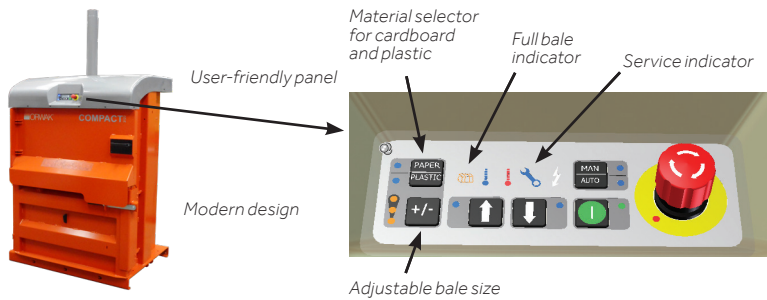 Material selector
for cardboard
and plastic
Full bale
indicator
Service indicator
User-friendly panel
ORWAK
COMPACT
PAPER
PLASTIC
MAN
AUTO
+/-
Modern design
Adjustable bale size